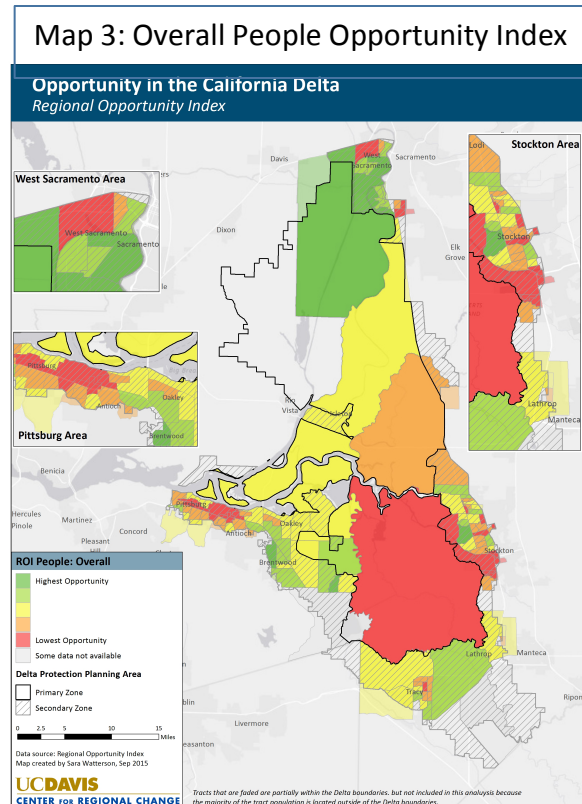 Map 3: Overall People Opportunity Index
Opportunity in the California Delta
Regional Opportunity Index
West Sacramento Area
West Sacramento
Sacramento
Pittsburg Area
Pittsburg
Antioch
Oakley
Brentwood
Stockton Area
Lodi
Stockton
Lathrop
Manteca
Davis
West
Sacramento
Sacramento
Dixon
Elk
Grove
Rio
Vista
Isleton
Benicia
Hercules
Pinole
Martinez
Concord
Pleasant
Hill
Pittsburg
Antioch
Oakley
Brentwood
Stockton
Lathrop
Manteca
Tracy
Ripon
Livermore
blin
easanton
ROI People: Overall
Highest Opportunity
Lowest Opportunity
Some data not available
Delta Protection Planning Area
Primary Zone
Secondary Zone
0 2.5 5 10 15
Miles
Data source: Regional Opportunity Index
Map created by Sara Watterson, Sep 2015
UCDAVIS
CENTER FOR REGIONAL CHANGE
Tracts that are faded are partially within the Delta boundaries, but not included in this analyusis because
the majority of the tract population is located outside of the Delta boundaries.